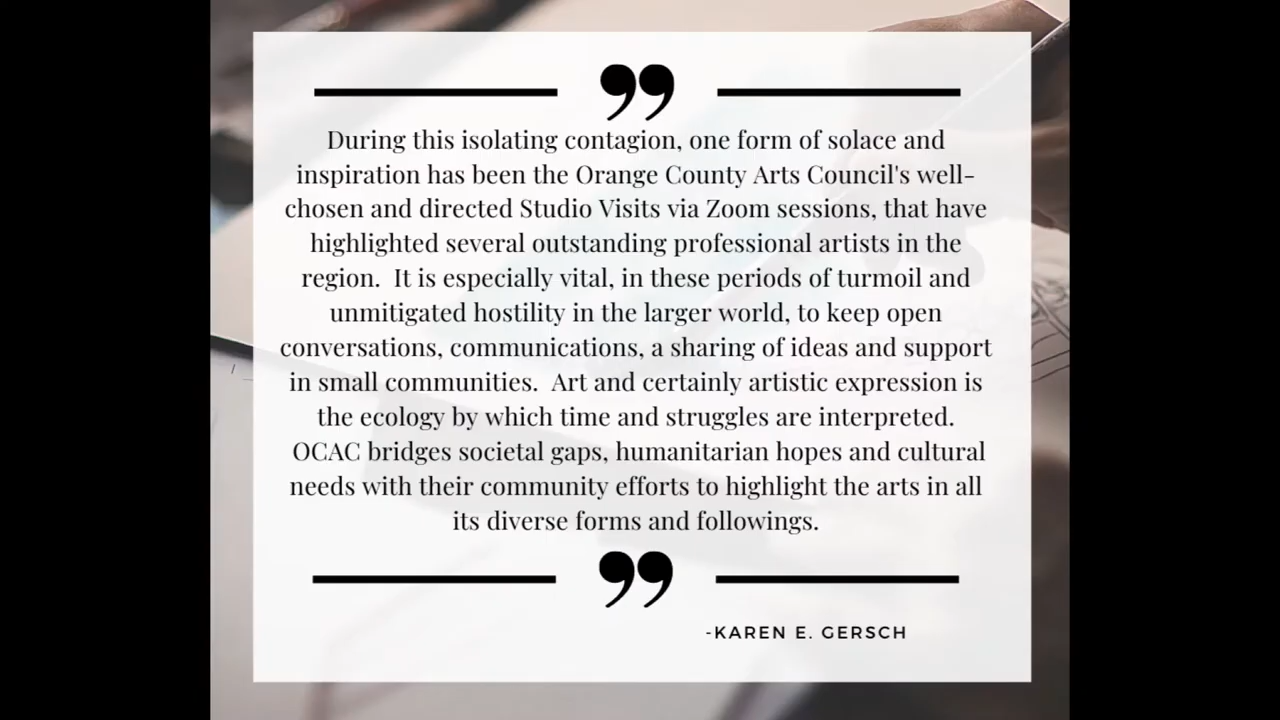 ”
During this isolating contagion, one form of solace and
inspiration has been the Orange County Arts Council's well-
chosen and directed Studio Visits via Zoom sessions, that have
highlighted several outstanding professional artists in the
region.  It is especially vital, in these periods of turmoil and
unmitigated hostility in the larger world, to keep open
conversations, communications, a sharing of ideas and support
in small communities.  Art and certainly artistic expression is
the ecology by which time and struggles are interpreted.
OCAC bridges societal gaps, humanitarian hopes and cultural
needs with their community efforts to highlight the arts in all
its diverse forms and followings.
”
-KAREN E. GERSCH